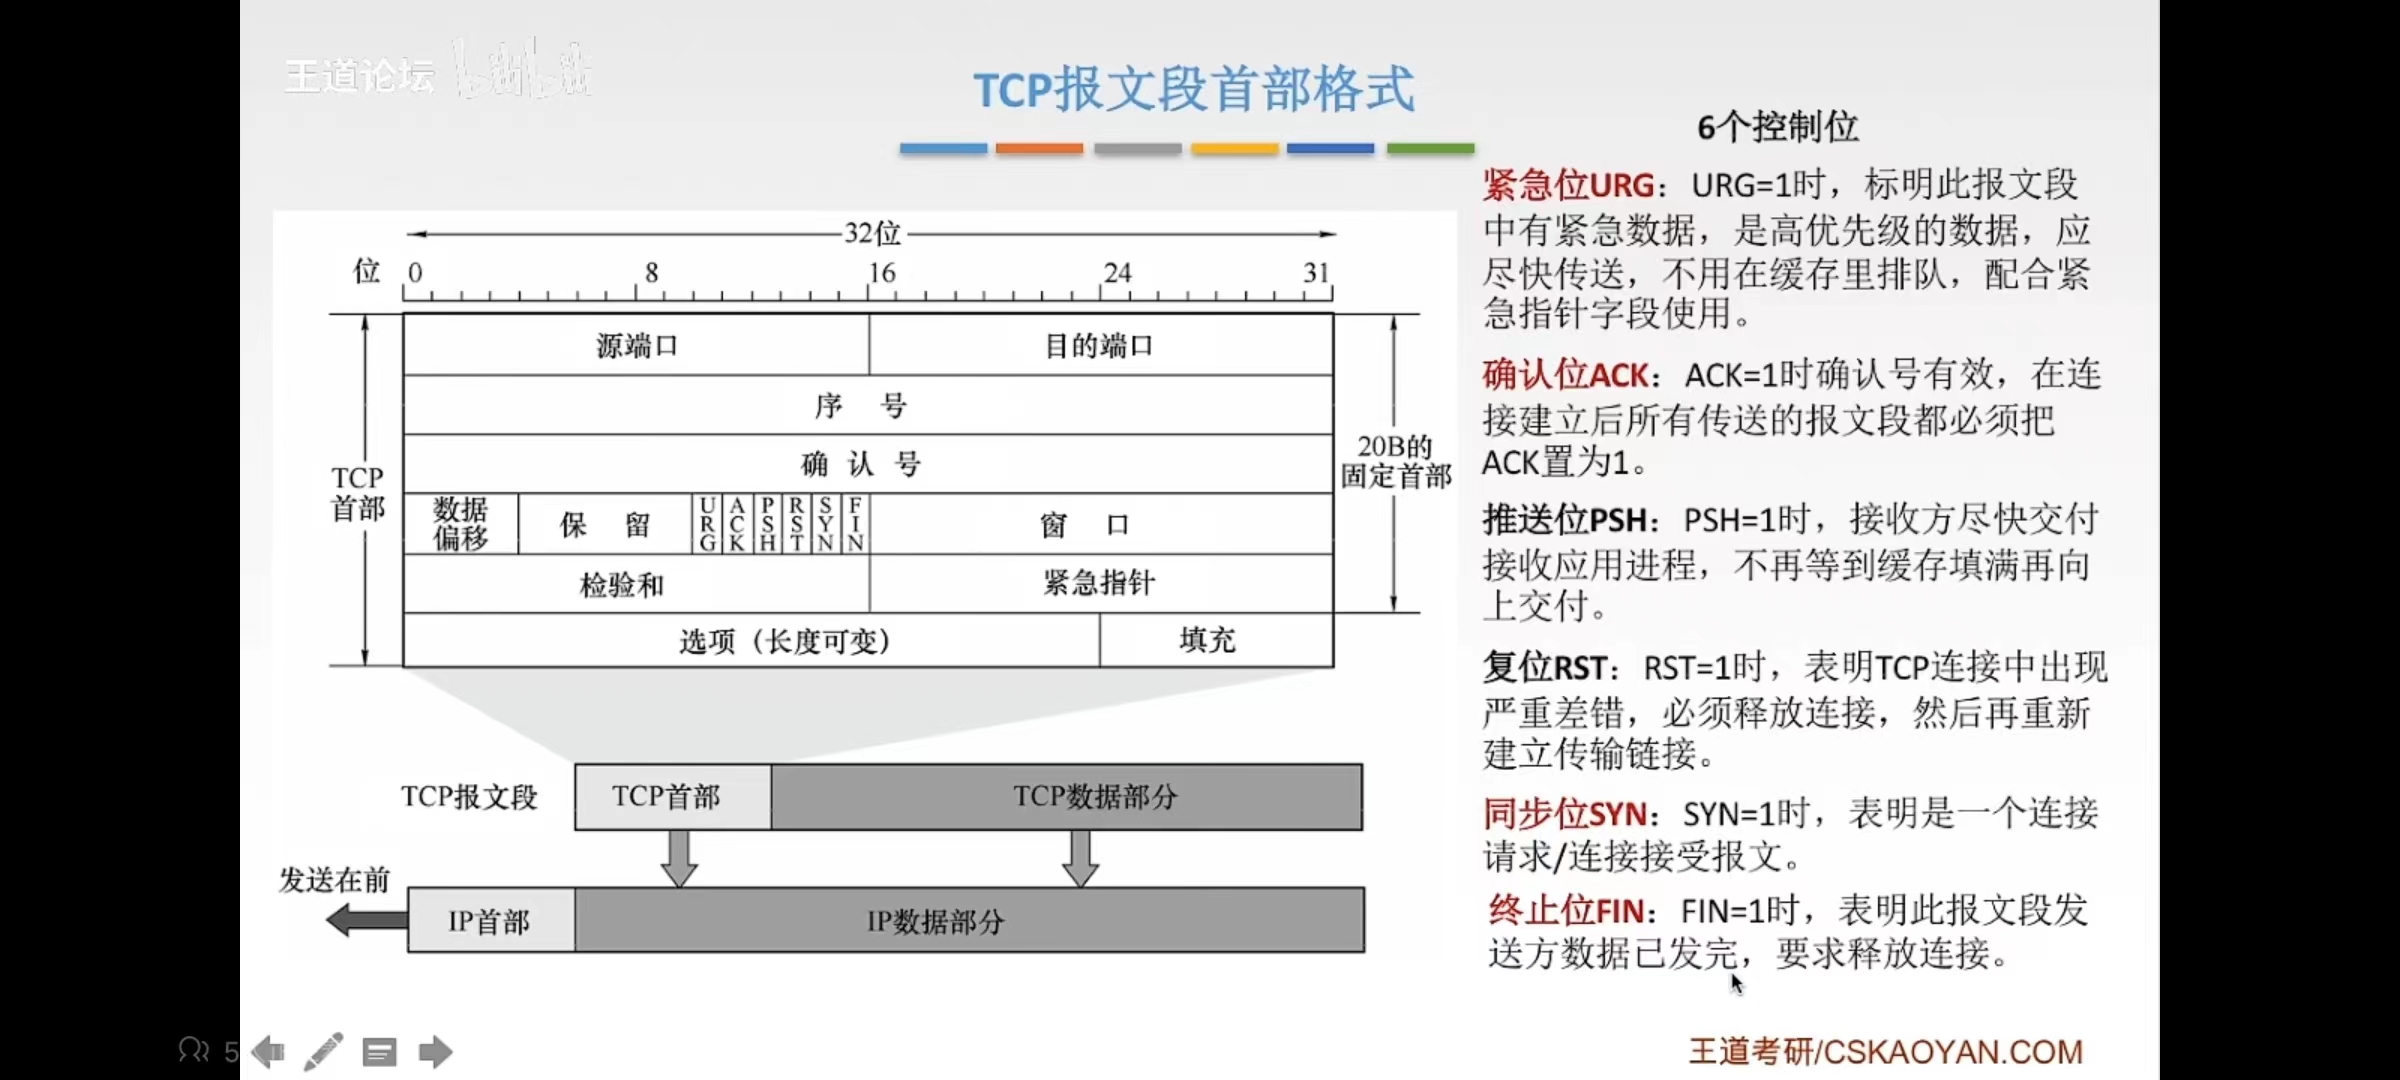 王道论坛 bilibili
TCP报文段首部格式
32位
位 0 8 16 24 31
TCP
首部
源端口 目的端口
序 号
确 认 号
数据
偏移
保 留
URG ACK PSH RST SYN FIN
窗 口
检验和 紧急指针
选项（长度可变） 填充
20B的
固定首部
TCP报文段 TCP首部 TCP数据部分
发送在前
IP首部 IP数据部分
6个控制位
紧急位URG：URG=1时，标明此报文段
中有紧急数据，是高优先级的数据，应
尽快传送，不用在缓存里排队，配合紧
急指针字段使用。
确认位ACK：ACK=1时确认号有效，在连
接建立后所有传送的报文段都必须把
ACK置为1。
推送位PSH：PSH=1时，接收方尽快交付
接收应用进程，不再等到缓存填满再向
上交付。
复位RST：RST=1时，表明TCP连接中出现
严重差错，必须释放连接，然后再重新
建立传输链接。
同步位SYN：SYN=1时，表明是一个连接
请求/连接接受报文。
终止位FIN：FIN=1时，表明此报文段发
送方数据已发完，要求释放连接。
5
王道考研/CSKAOYAN.COM